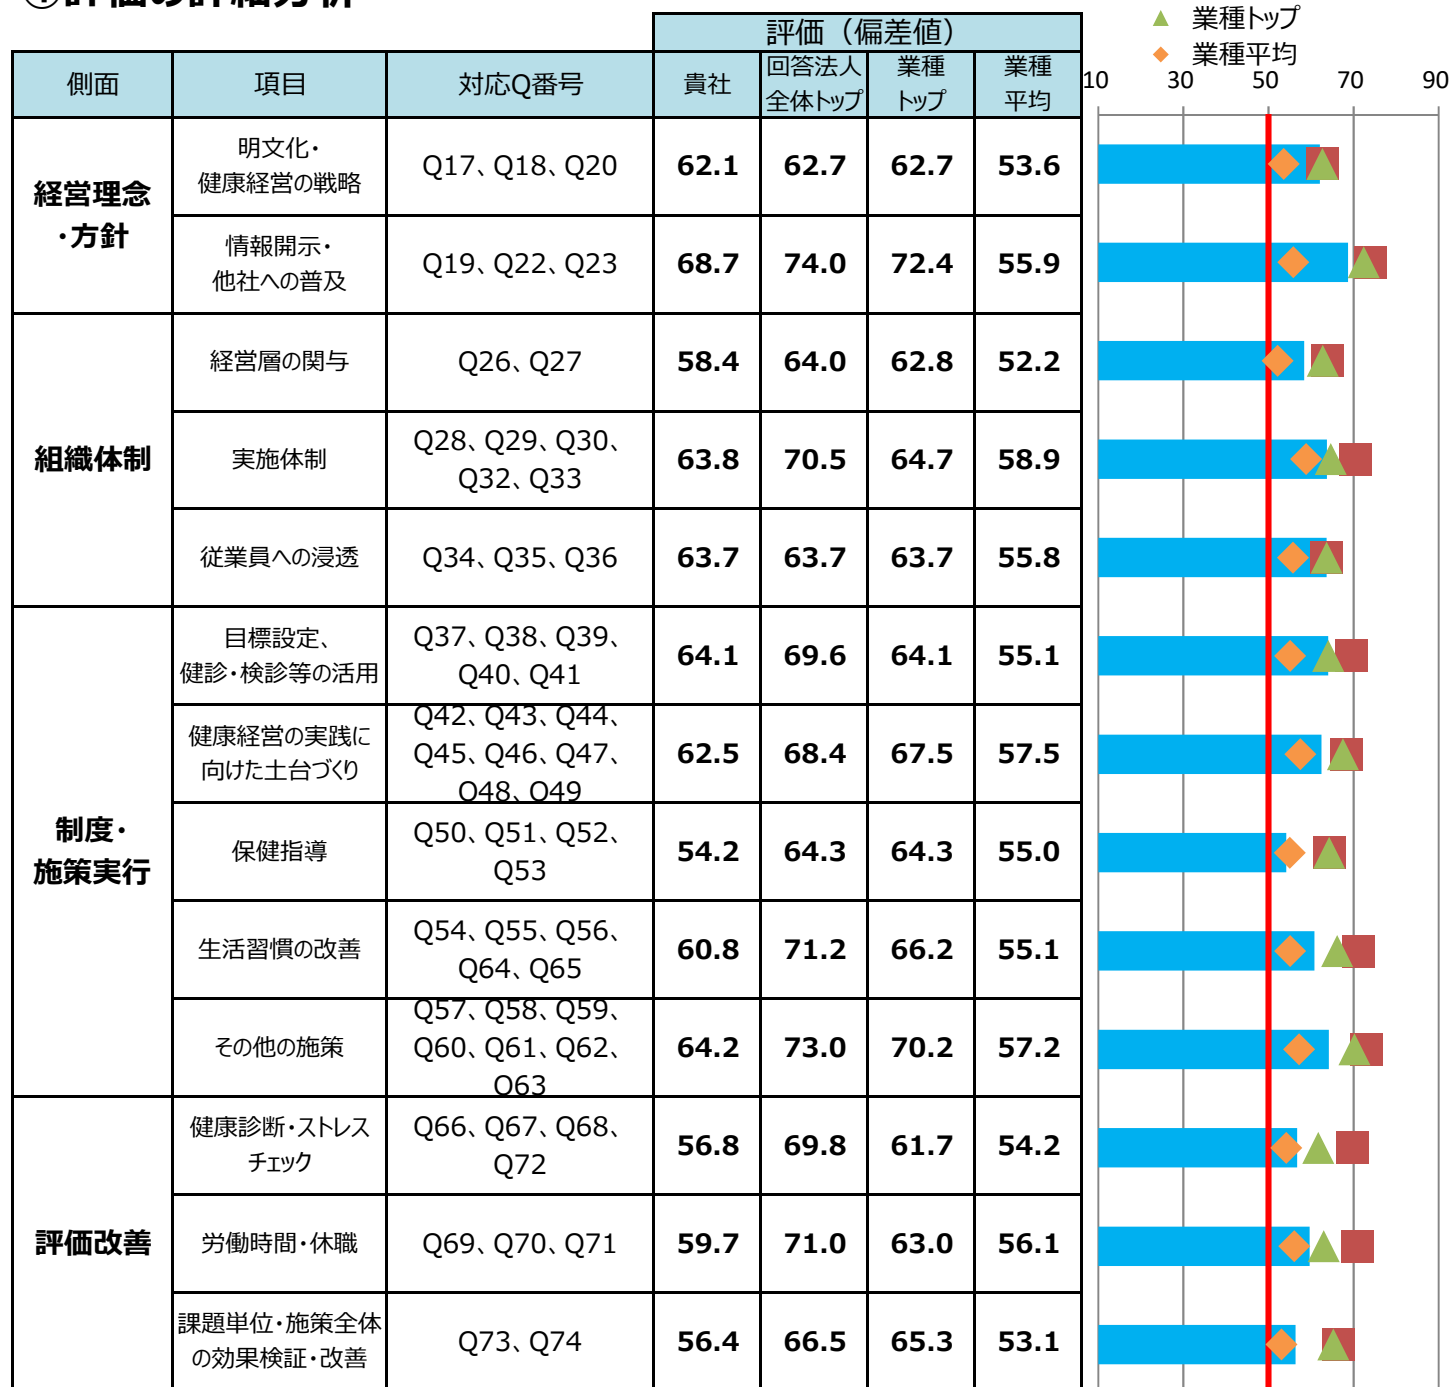 ①評価の詳細分析
▲ 業種トップ
◆ 業種平均
評価（偏差値）
側面 項目 対応Q番号 貴社 回答法人 業種 業種
全体トップ トップ 平均
10 30 50 70 90
経営理念
・方針
明文化・
健康経営の戦略
Q17、Q18、Q20 62.1 62.7 62.7 53.6
情報開示・
他社への普及
Q19、Q22、Q23 68.7 74.0 72.4 55.9
組織体制
経営層の関与 Q26、Q27 58.4 64.0 62.8 52.2
実施体制
Q28、Q29、Q30、
Q32、Q33
63.8 70.5 64.7 58.9
従業員への浸透 Q34、Q35、Q36 63.7 63.7 63.7 55.8
制度・
施策実行
目標設定、
健診・検診等の活用
Q37、Q38、Q39、
Q40、Q41
64.1 69.6 64.1 55.1
健康経営の実践に
向けた土台づくり
Q42、Q43、Q44、
Q45、Q46、Q47、
Q48、Q49
62.5 68.4 67.5 57.5
保健指導
Q50、Q51、Q52、
Q53
54.2 64.3 64.3 55.0
生活習慣の改善
Q54、Q55、Q56、
Q64、Q65
60.8 71.2 66.2 55.1
その他の施策
Q57、Q58、Q59、
Q60、Q61、Q62、
Q63
64.2 73.0 70.2 57.2
評価改善
健康診断・ストレス
チェック
Q66、Q67、Q68、
Q72
56.8 69.8 61.7 54.2
労働時間・休職 Q69、Q70、Q71 59.7 71.0 63.0 56.1
課題単位・施策全体
の効果検証・改善
Q73、Q74 56.4 66.5 65.3 53.1